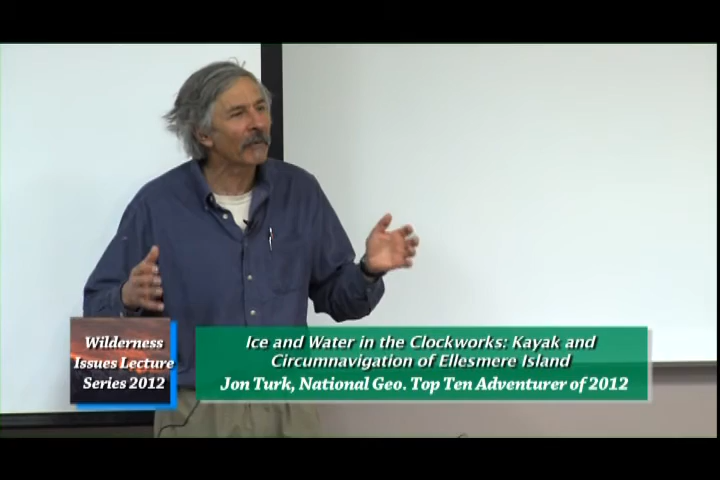 Wilderness
Issues Lecture
Series 2012
Ice and Water in the Clockworks: Kayak and
Circumnavigation of Ellesmere Island
Jon Turk, National Geo. Top Ten Adventurer of 2012